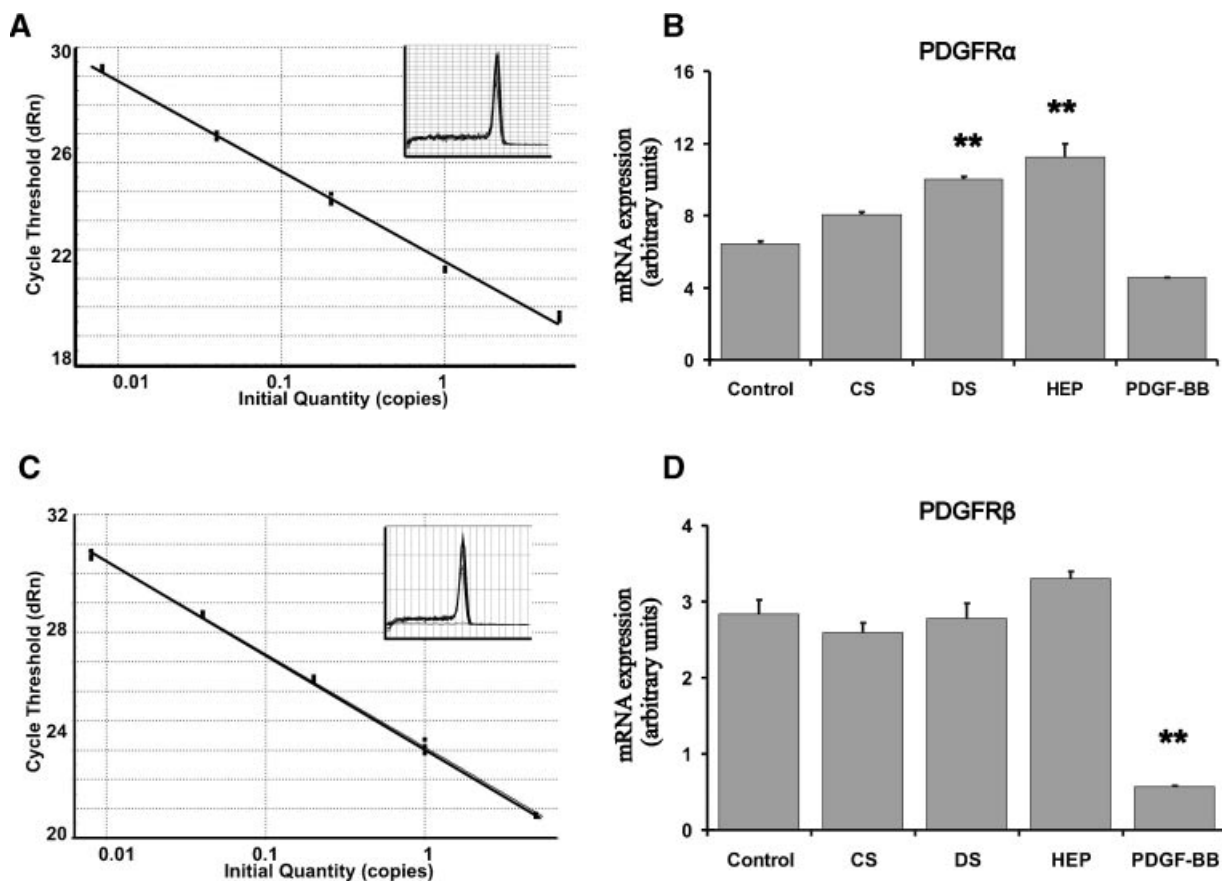 A
30
26
22
18
Cycle Threshold (dRn)
0.01 0.1 1
Initial Quantity (copies)
B
PDGFRα
16
12
8
4
0
mRNA expression
(arbitrary units)
** **
Control CS DS HEP PDGF-BB
C
32
28
24
20
Cycle Threshold (dRn)
0.01 0.1 1
Initial Quantity (copies)
D
PDGFRβ
4
3
2
1
0
mRNA expression
(arbitrary units)
**
Control CS DS HEP PDGF-BB